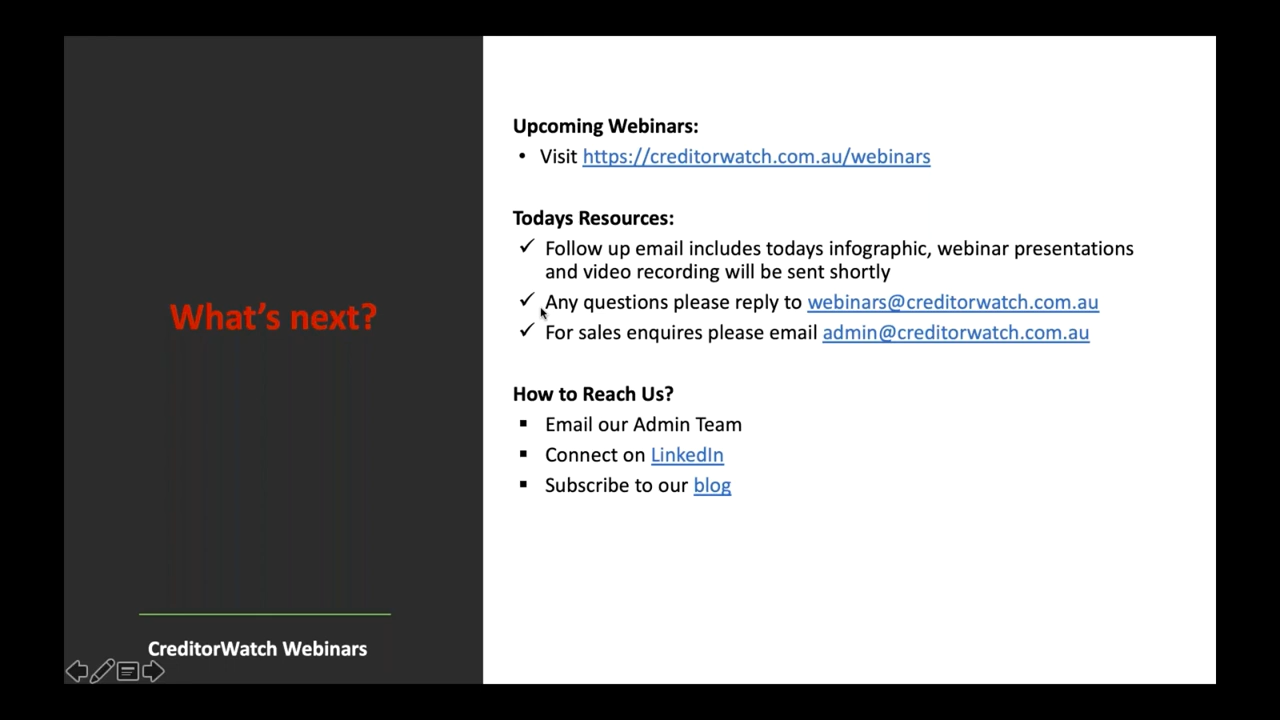 What's next?
CreditorWatch Webinars
Upcoming Webinars:
• Visit https://creditorwatch.com.au/webinars
Todays Resources:
✓ Follow up email includes todays infographic, webinar presentations
and video recording will be sent shortly
✓ Any questions please reply to webinars@creditorwatch.com.au
✓ For sales enquires please email admin@creditorwatch.com.au
How to Reach Us?
▪ Email our Admin Team
▪ Connect on LinkedIn
▪ Subscribe to our blog